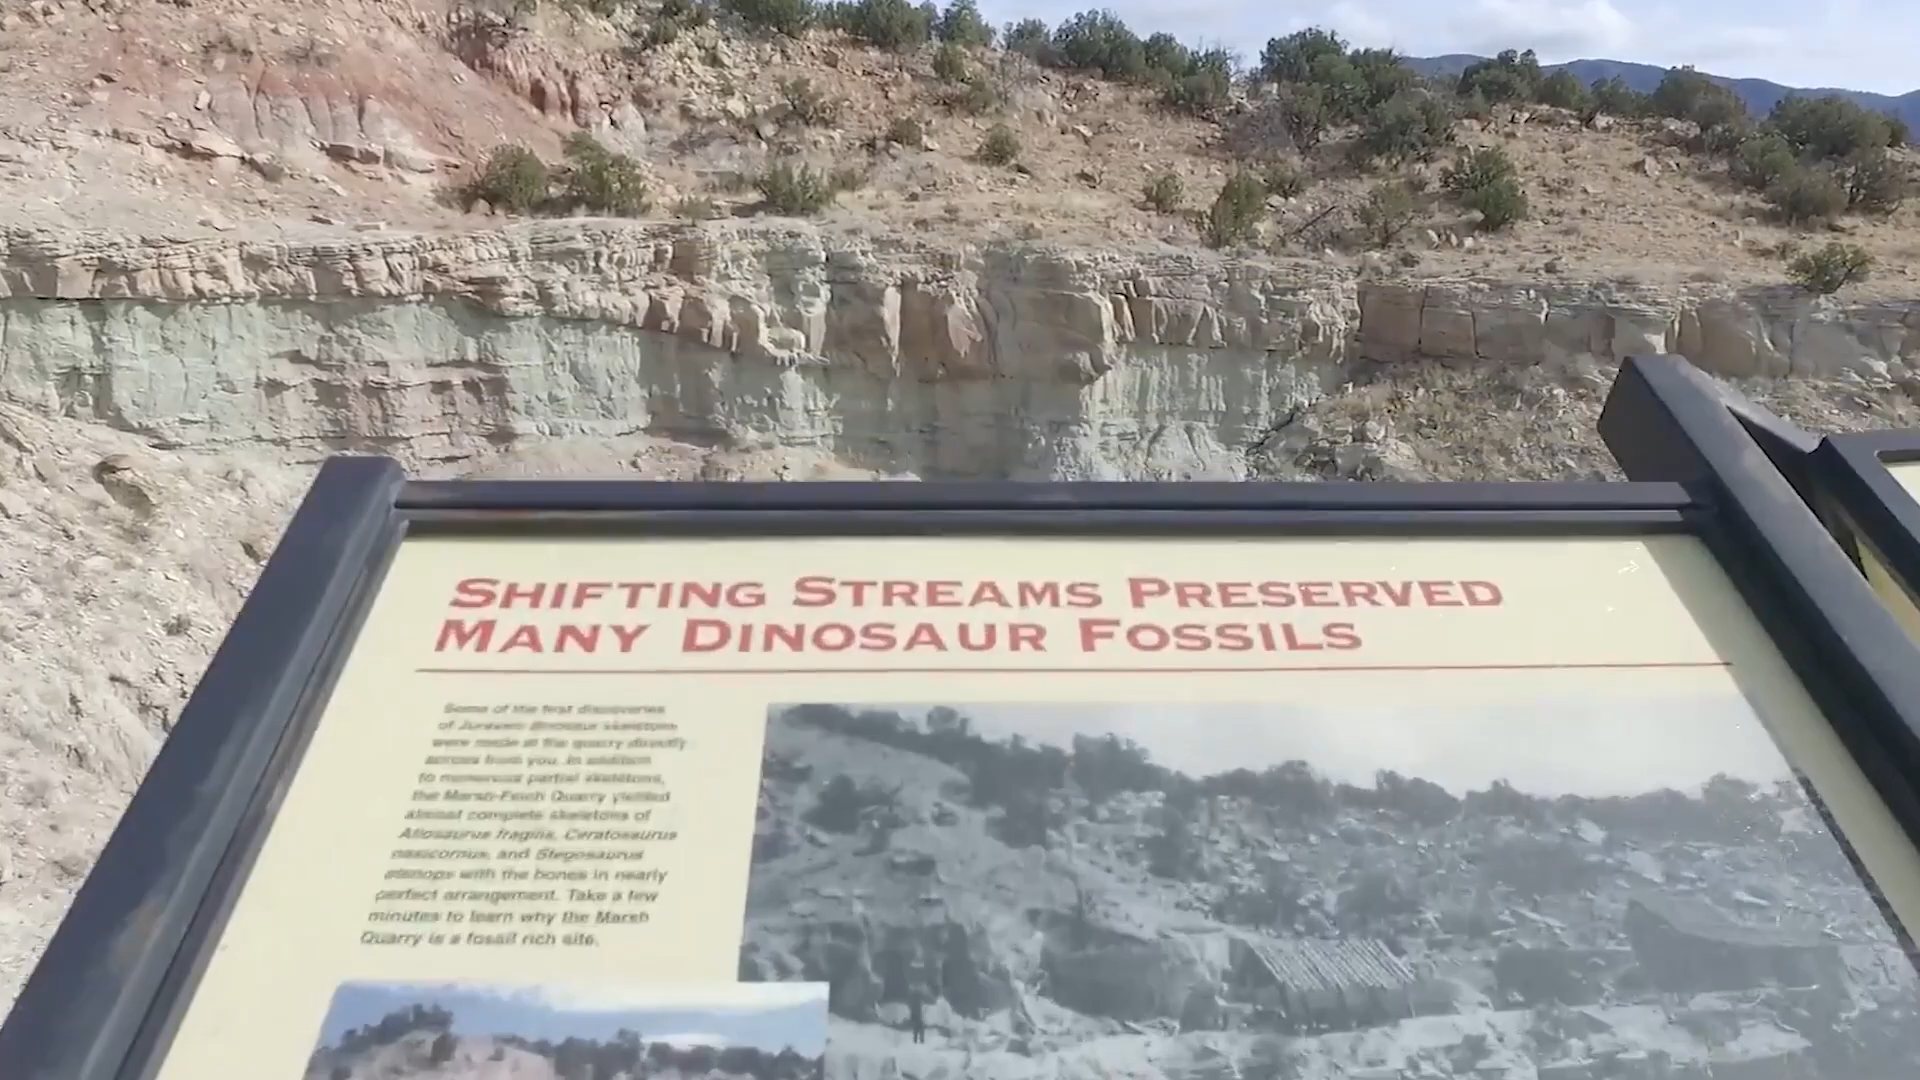 SHIFTING STREAMS PRESERVED
MANY DINOSAUR FOSSILS
Some of the first discoveries
of Jurassic dinosaur skeletons
were made at the quarry directly
across from you. In addition
to numerous partial skeletons,
the Marsh-Felch Quarry yielded
almost complete skeletons of
Allosaurus fragilis, Ceratosaurus
nasicornus, and Stegosaurus
stenops with the bones in nearly
perfect arrangement. Take a few
minutes to learn why the Marsh
Quarry is a fossil rich site.